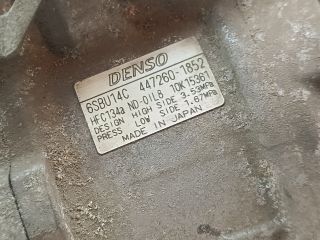 DENSO
6SBU14C 447260-1852
HFC134a ND-OIL8 1DK15361
DESIGN HIGH SIDE 3.53MPa
PRESS LOW SIDE 1.67MPa
MADE IN JAPAN